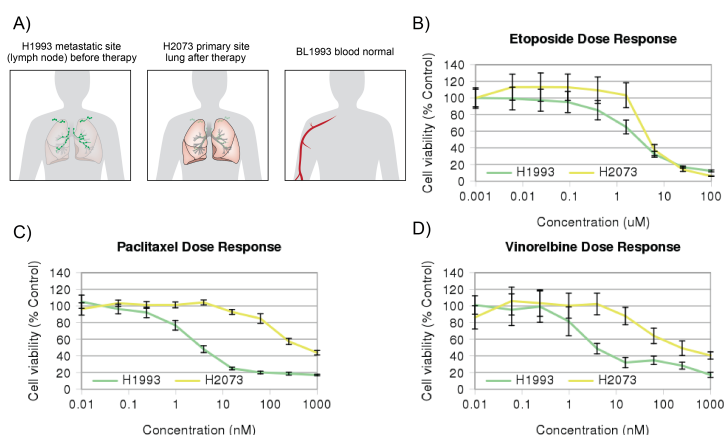 A)
H1993 metastatic site
(lymph node) before therapy
H2073 primary site
lung after therapy
BL1993 blood normal
B)
Etoposide Dose Response
Cell viability (% Control)
140
120
100
80
60
40
20
0
H1993
H2073
0.001
0.01
0.1
1
10
100
Concentration (uM)
C)
Paclitaxel Dose Response
Cell viability (% Control)
140
120
100
80
60
40
20
0
H1993
H2073
0.01
0.1
1
10
100
1000
Concentration (nM)
D)
Vinorelbine Dose Response
Cell viability (% Control)
140
120
100
80
60
40
20
0
H1993
H2073
0.01
0.1
1
10
100
1000
Concentration (nM)